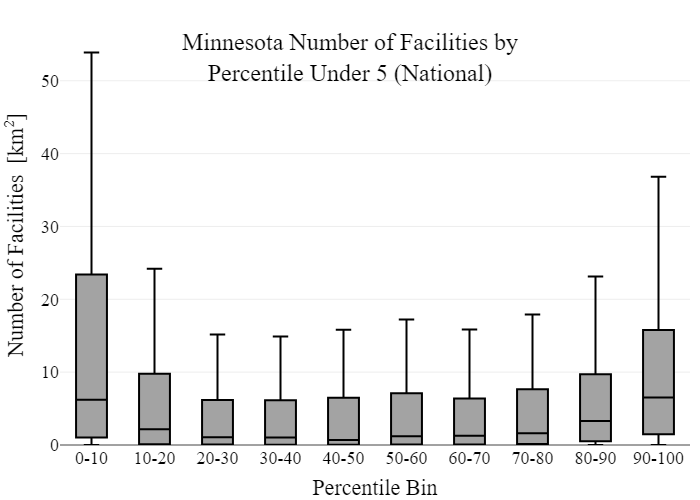 Minnesota Number of Facilities by
Percentile Under 5 (National)
Number of Facilities [km²]
50
40
30
20
10
0
0-10 10-20 20-30 30-40 40-50 50-60 60-70 70-80 80-90 90-100
Percentile Bin